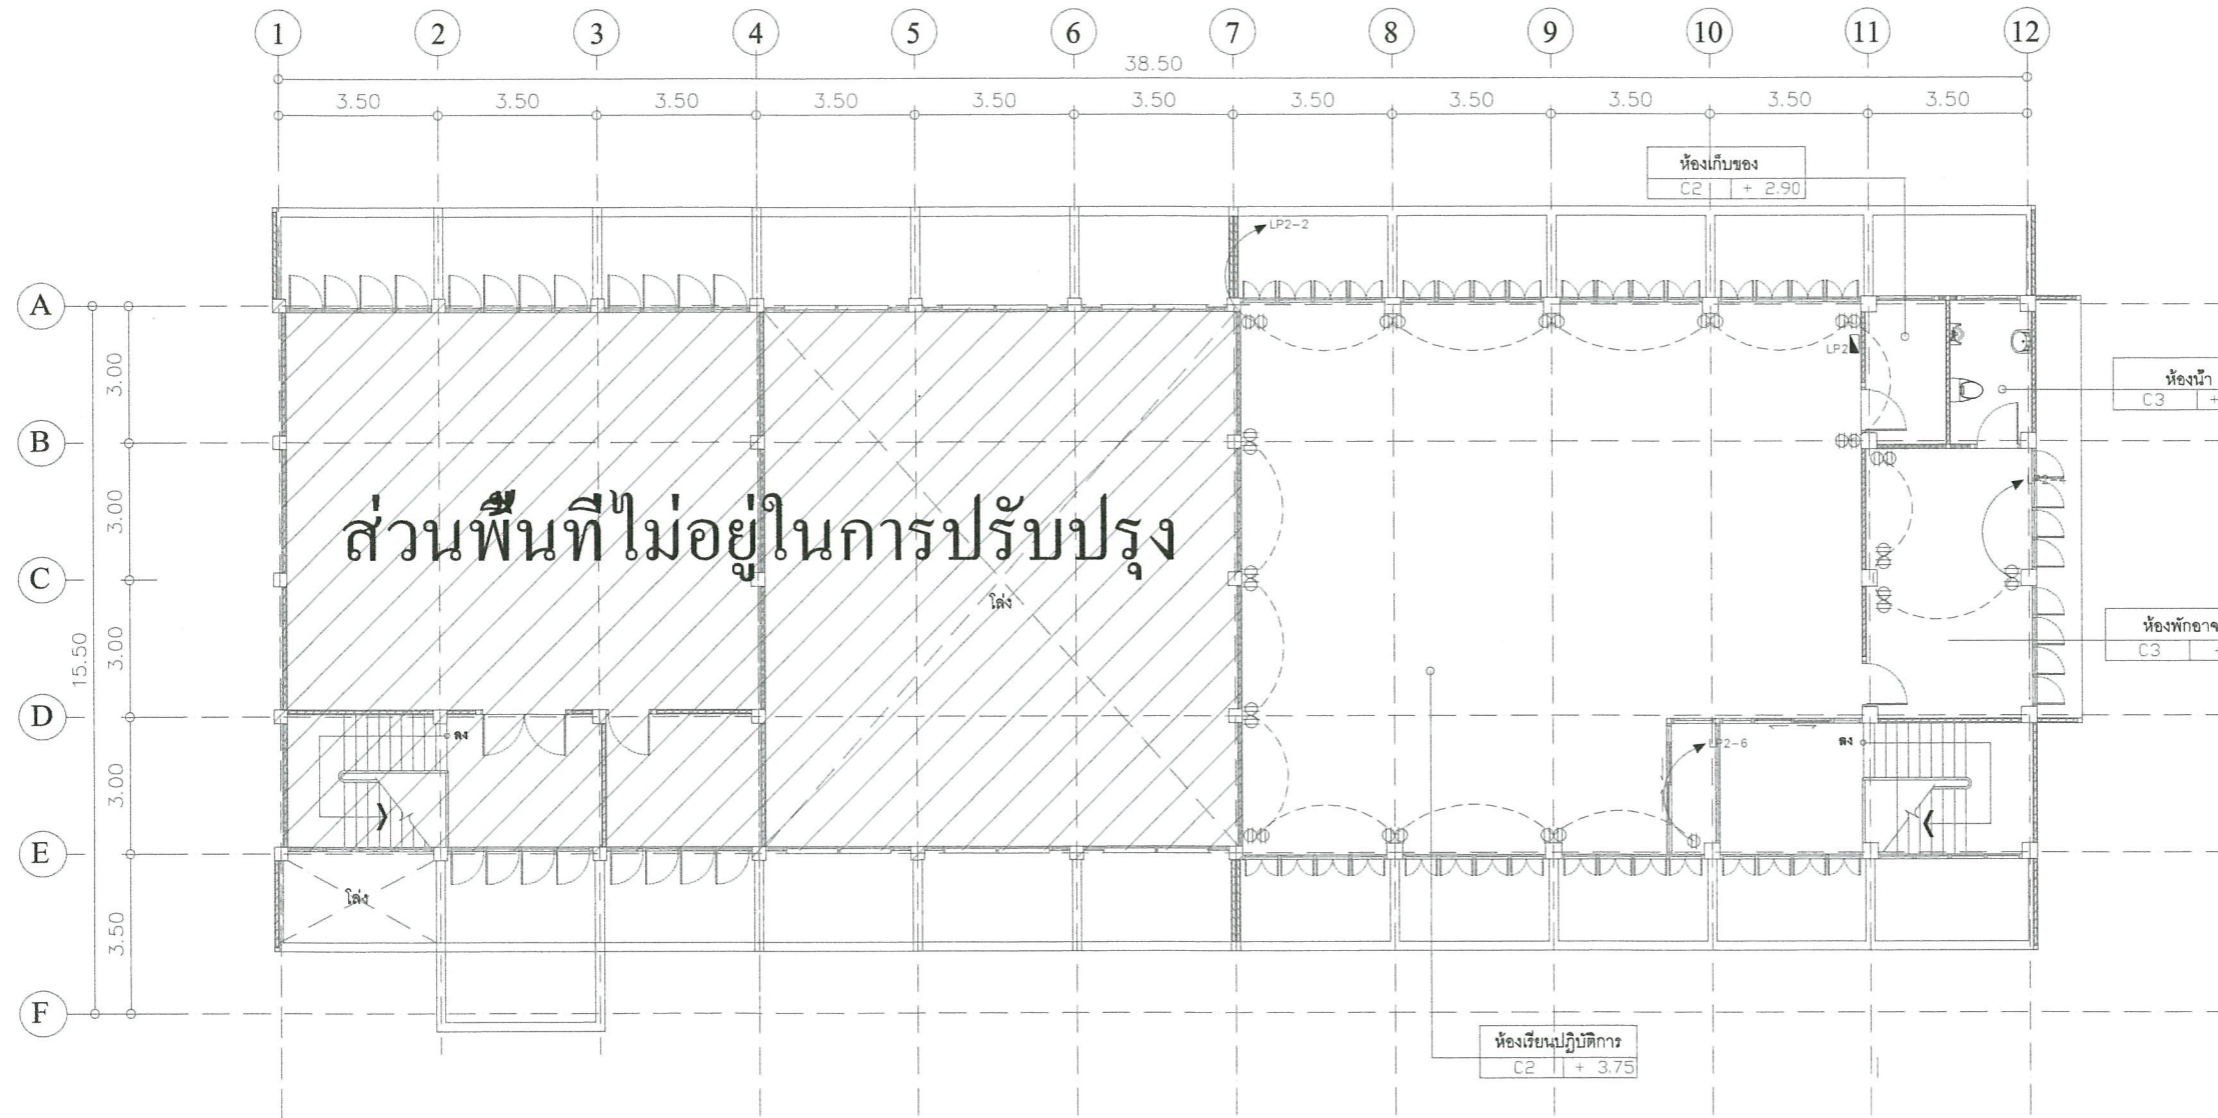 1 2 3 4 5 6 7 8 9 10 11 12
38.50
3.50 3.50 3.50 3.50 3.50 3.50 3.50 3.50 3.50 3.50 3.50
ห้องเก็บของ
C2 + 2.90
LP2-2
A
3.00
LP2
ห้องน้ำ
C3 +
B
3.00
ส่วนพื้นที่ไม่อยู่ในการปรับปรุง
C
โล่ง
15.50
3.00
ห้องพักอาจ
C3
D
ลง
LP2-6
ลง
3.00
E
โล่ง
3.50
F
ห้องเรียนปฏิบัติการ
C2 + 3.75